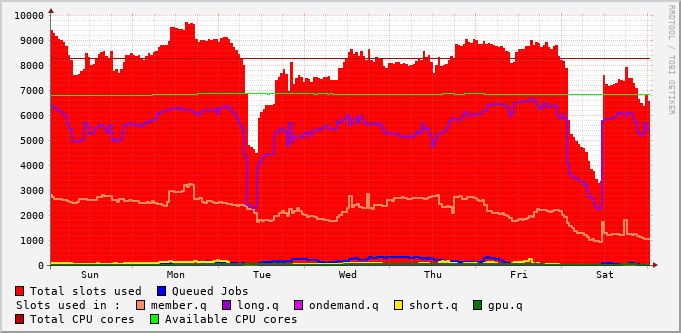 10000
9000
8000
7000
6000
5000
4000
3000
2000
1000
0
Sun Mon Tue Wed Thu Fri Sat
RRDTOOL / TOBI OETIKER
Total slots used Queued Jobs
Slots used in : member.q long.q ondemand.q short.q gpu.q
Total CPU cores Available CPU cores